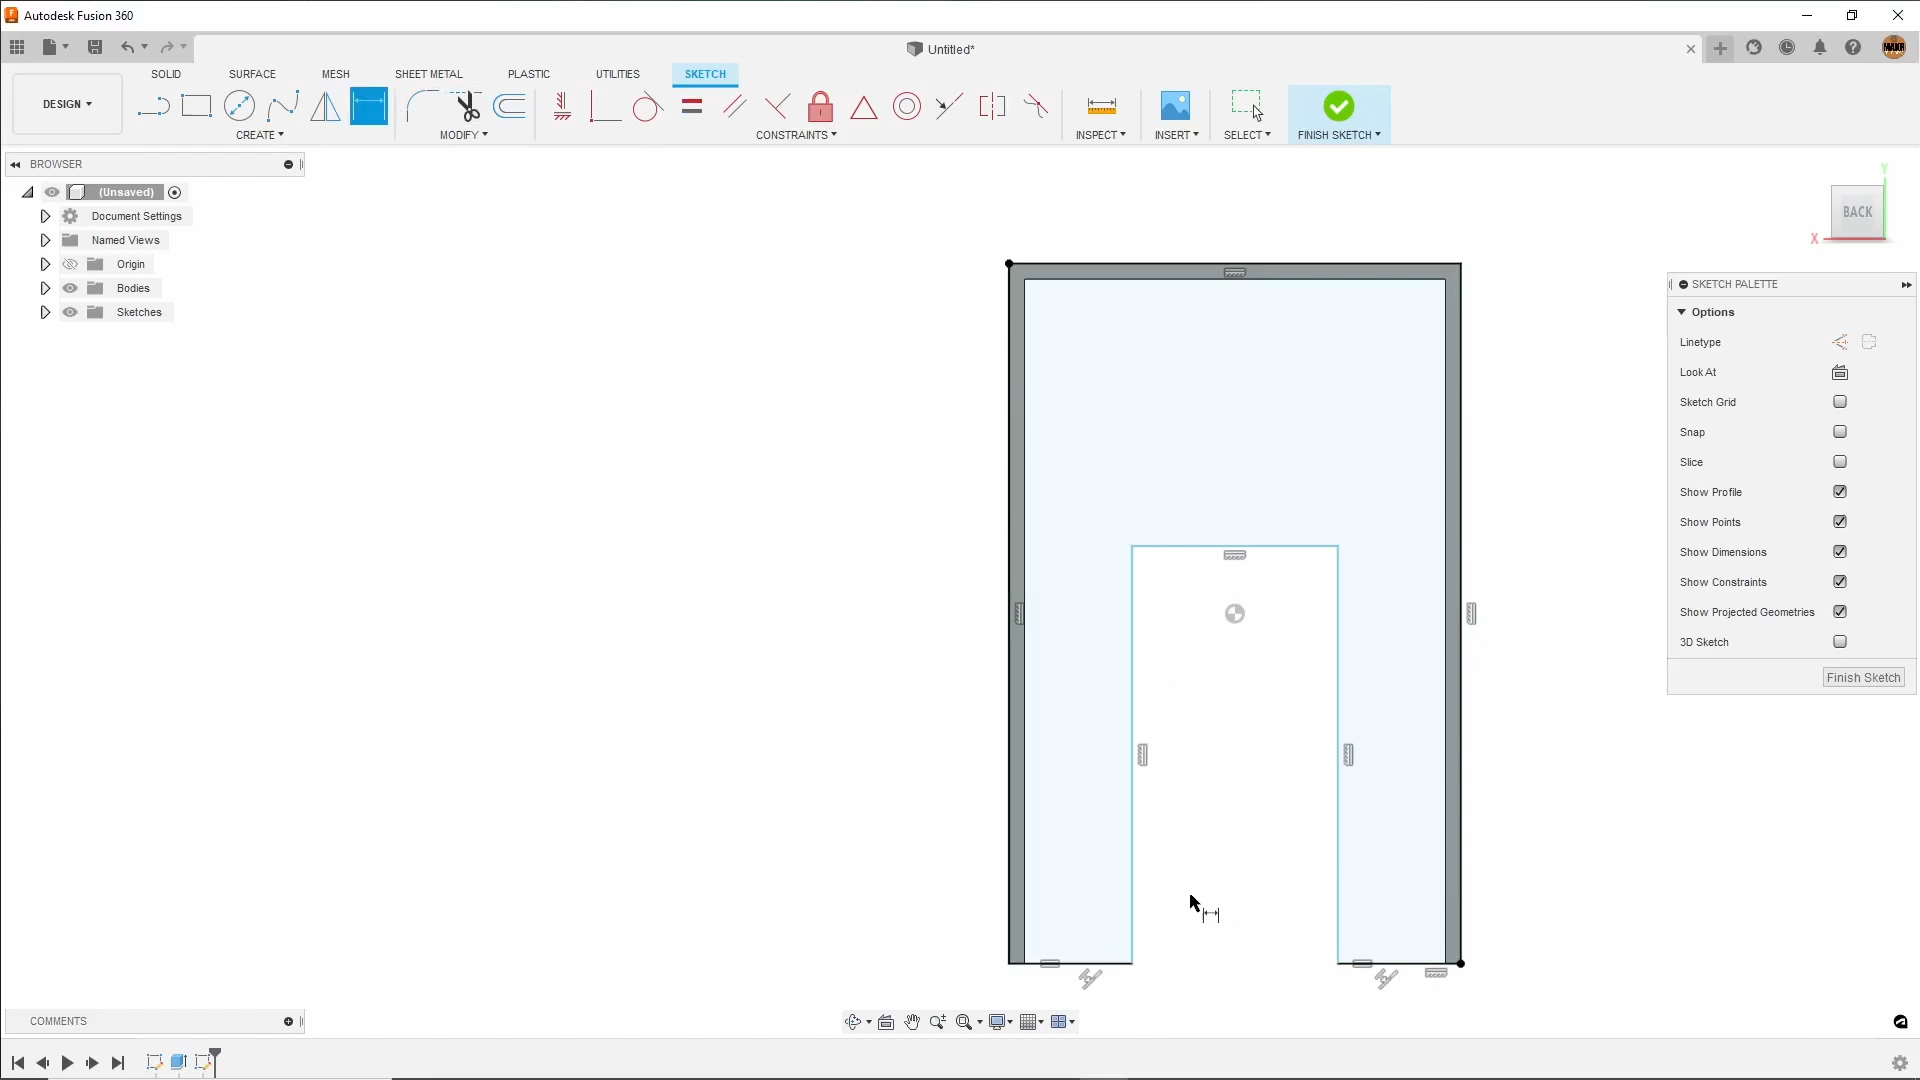 Autodesk Fusion 360
Untitled*
DESIGN
SOLID
SURFACE
MESH
SHEET METAL
PLASTIC
UTILITIES
SKETCH
CREATE
MODIFY
CONSTRAINTS
INSPECT
INSERT
SELECT
FINISH SKETCH
BROWSER
(Unsaved)
Document Settings
Named Views
Origin
Bodies
Sketches
Y
BACK
X
SKETCH PALETTE
Options
Linetype
Look At
Sketch Grid
Snap
Slice
Show Profile
Show Points
Show Dimensions
Show Constraints
Show Projected Geometries
3D Sketch
Finish Sketch
COMMENTS